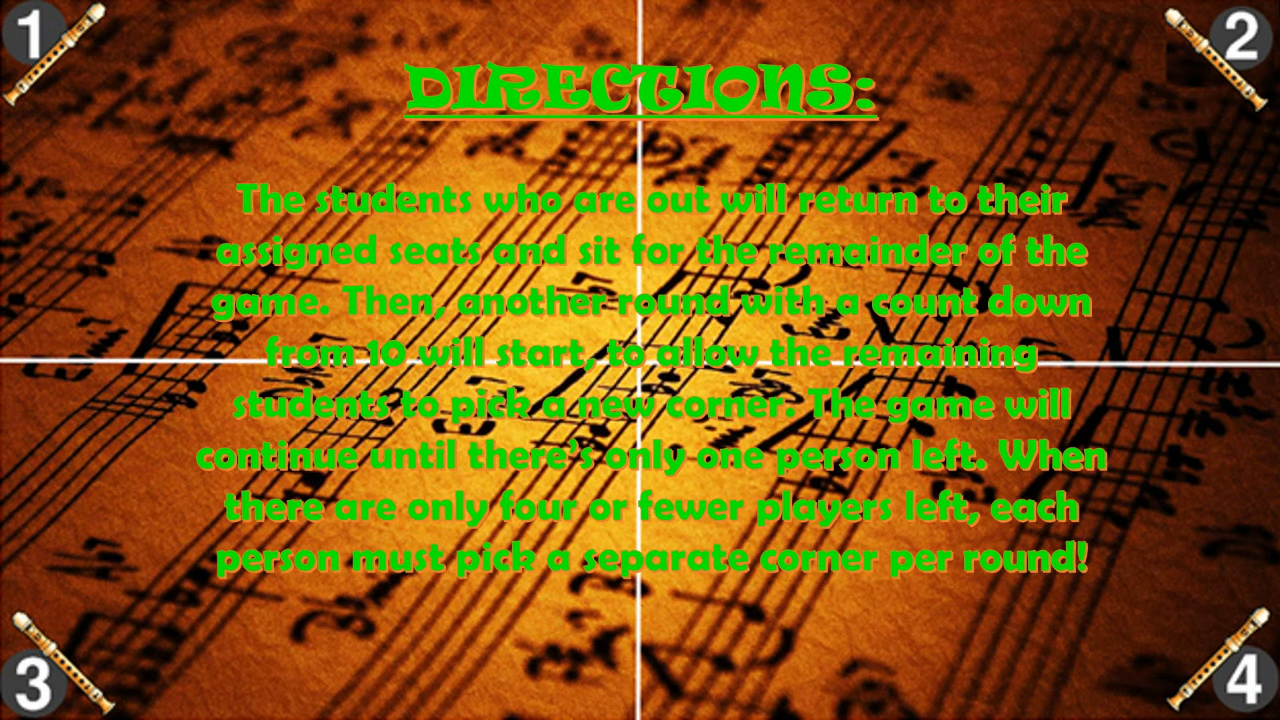 1
2
DIRECTIONS:
The students who are out will return to their
assigned seats and sit for the remainder of the
game. Then, another round with a count down
from 10 will start, to allow the remaining
students to pick a new corner. The game will
continue until there's only one person left. When
there are only four or fewer players left, each
person must pick a separate corner per round!
3
4